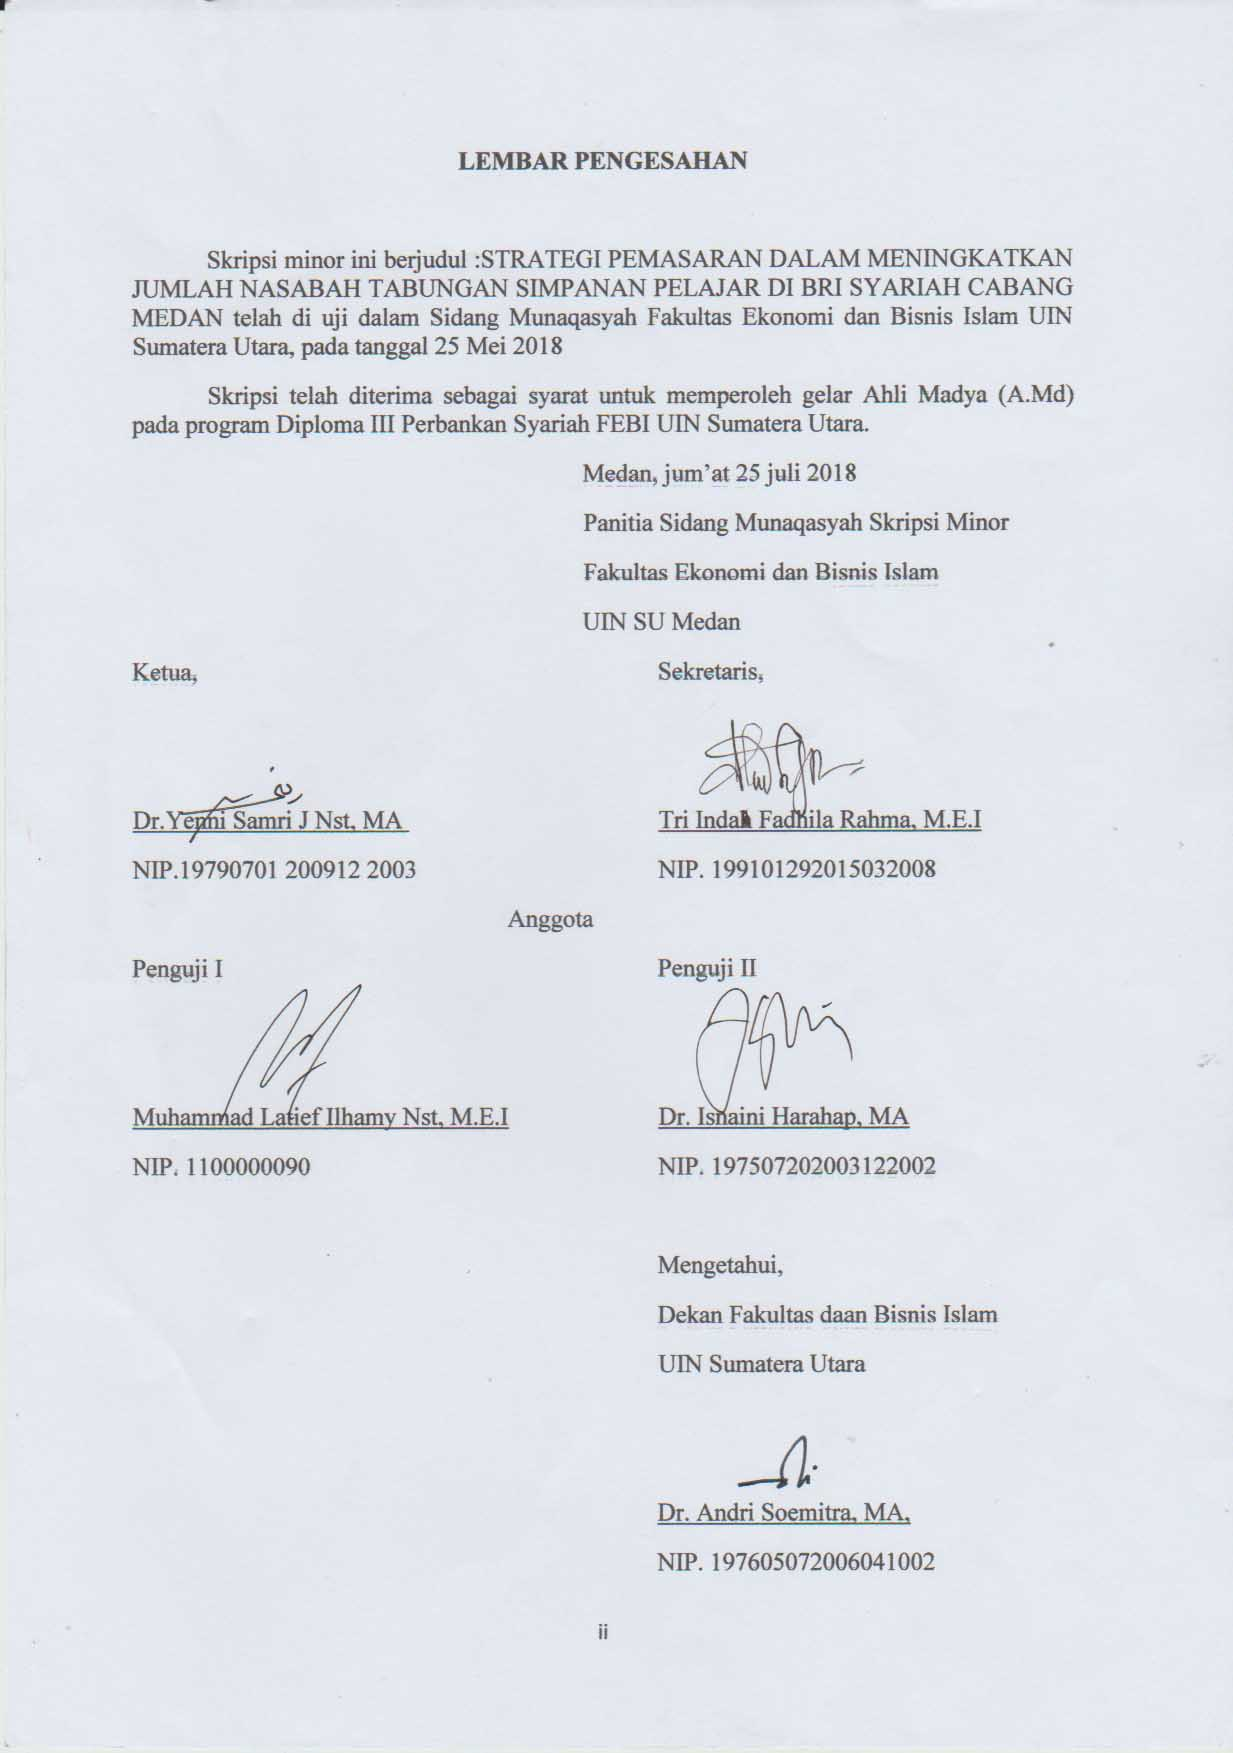 LEMBAR PENGESAHAN
Skripsi minor ini berjudul :STRATEGI PEMASARAN DALAM MENINGKATKAN
JUMLAH NASABAH TABUNGAN SIMPANAN PELAJAR DI BRI SYARIAH CABANG
MEDAN telah di uji dalam Sidang Munaqasyah Fakultas Ekonomi dan Bisnis Islam UIN
Sumatera Utara, pada tanggal 25 Mei 2018
Skripsi telah diterima sebagai syarat untuk memperoleh gelar Ahli Madya (A.Md)
pada program Diploma III Perbankan Syariah FEBI UIN Sumatera Utara.
Medan, jum’at 25 juli 2018
Panitia Sidang Munaqasyah Skripsi Minor
Fakultas Ekonomi dan Bisnis Islam
UIN SU Medan
Ketua, Sekretaris,
Dr.Yenni Samri J Nst, MA Tri Indah Fadhila Rahma, M.E.I
NIP.19790701 200912 2003 NIP. 199101292015032008
Anggota
Penguji I Penguji II
Muhammad Latief Ilhamy Nst, M.E.I Dr. Isnaini Harahap, MA
NIP. 1100000090 NIP. 197507202003122002
Mengetahui,
Dekan Fakultas daan Bisnis Islam
UIN Sumatera Utara
Dr. Andri Soemitra, MA,
NIP. 197605072006041002
ii